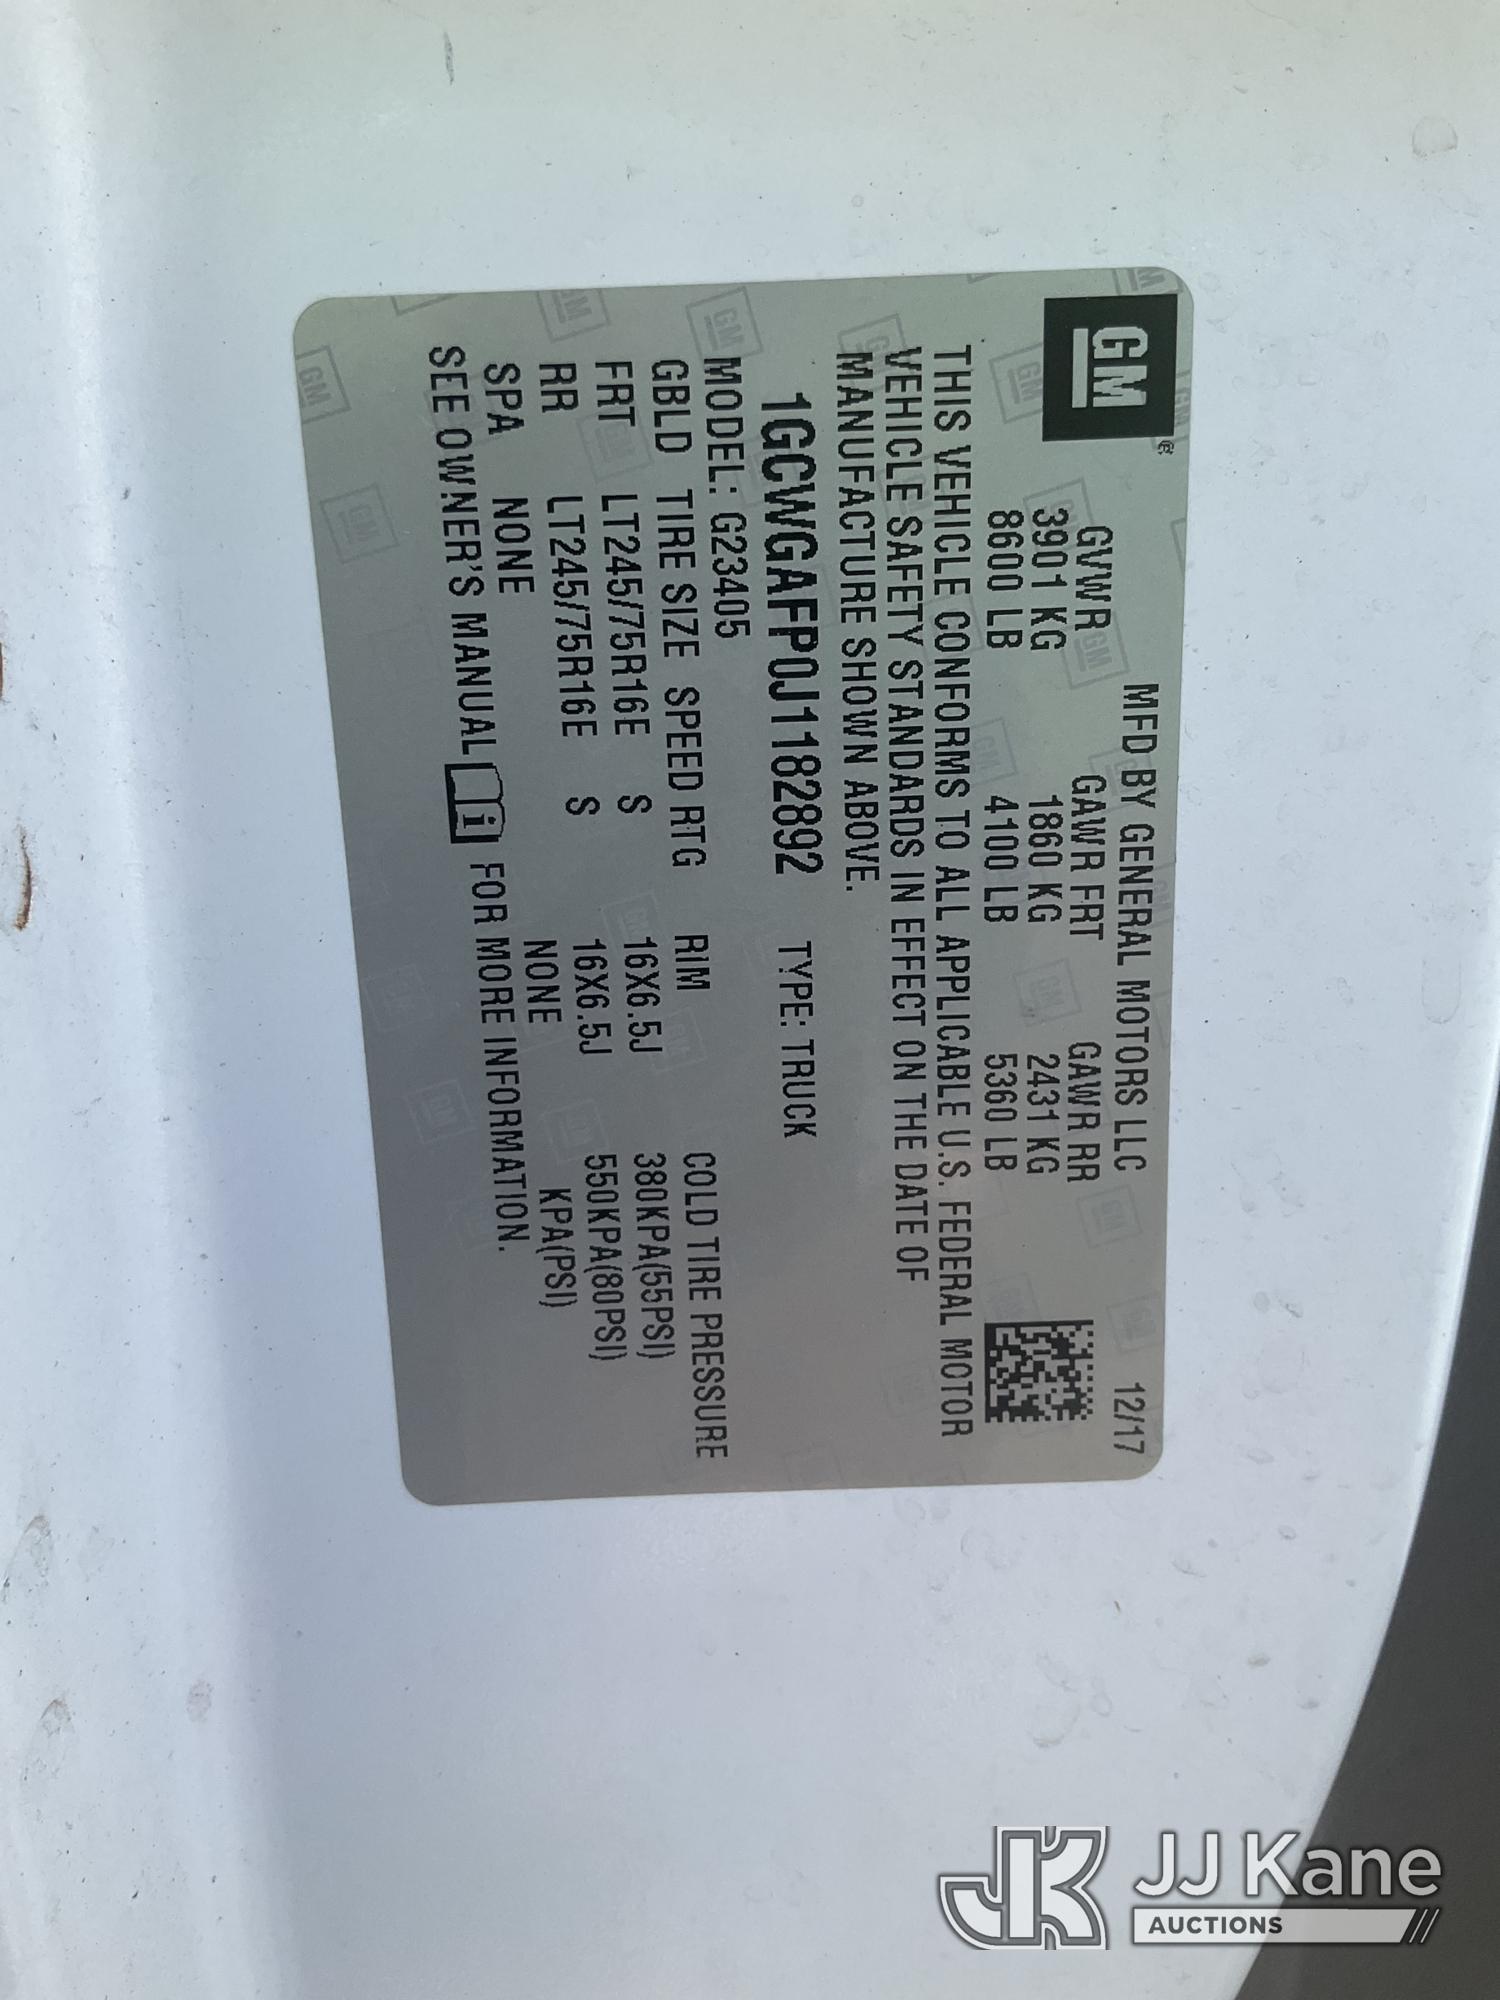 GM
MFD BY GENERAL MOTORS LLC 12/17
GVWR GAWR FRT GAWR RR
3901 KG 1860 KG 2431 KG
8600 LB 4100 LB 5360 LB
THIS VEHICLE CONFORMS TO ALL APPLICABLE U.S. FEDERAL MOTOR
VEHICLE SAFETY STANDARDS IN EFFECT ON THE DATE OF
MANUFACTURE SHOWN ABOVE.
1GCWGAFP0J1182892 TYPE: TRUCK
MODEL: G23405
GBLD TIRE SIZE SPEED RTG RIM COLD TIRE PRESSURE
FRT LT245/75R16E S 16X6.5J 380KPA(55PSI)
RR LT245/75R16E S 16X6.5J 550KPA(80PSI)
SPA NONE NONE KPA(PSI)
SEE OWNER'S MANUAL i FOR MORE INFORMATION.
JK JJ Kane
AUCTIONS